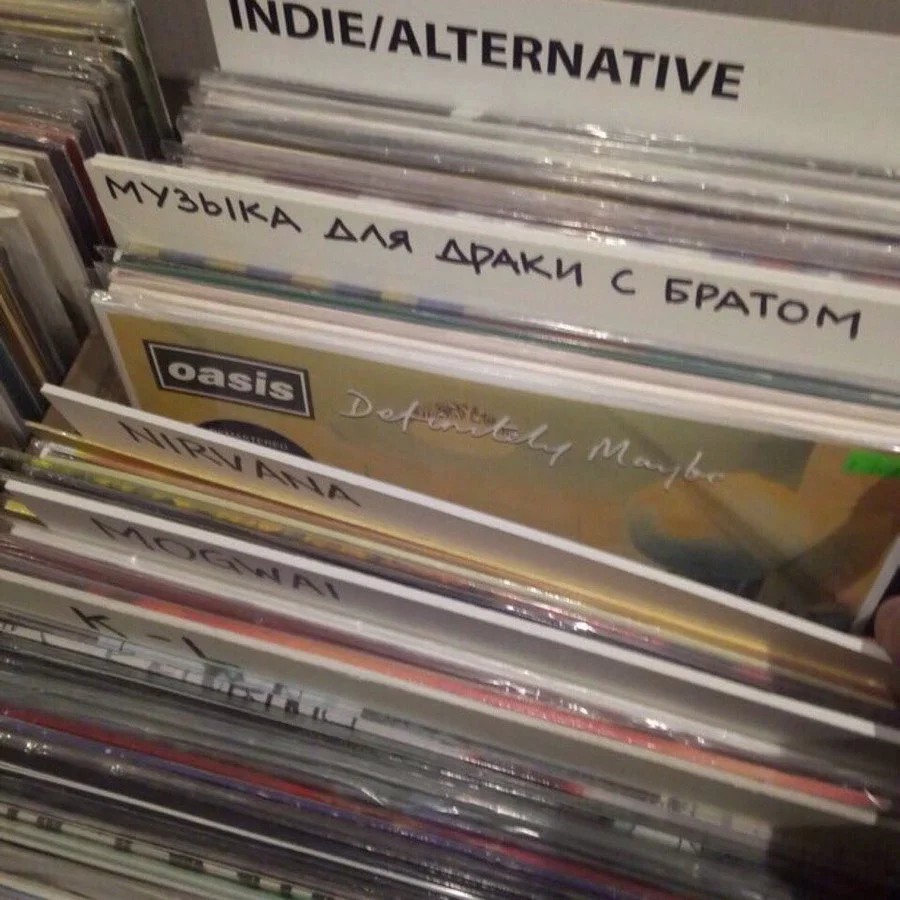 INDIE/ALTERNATIVE
МУЗЫКА ДЛЯ ДРАКИ С БРАТОМ
oasis
Definitely Maybe
NIRVANA
MOGWAI
K - L